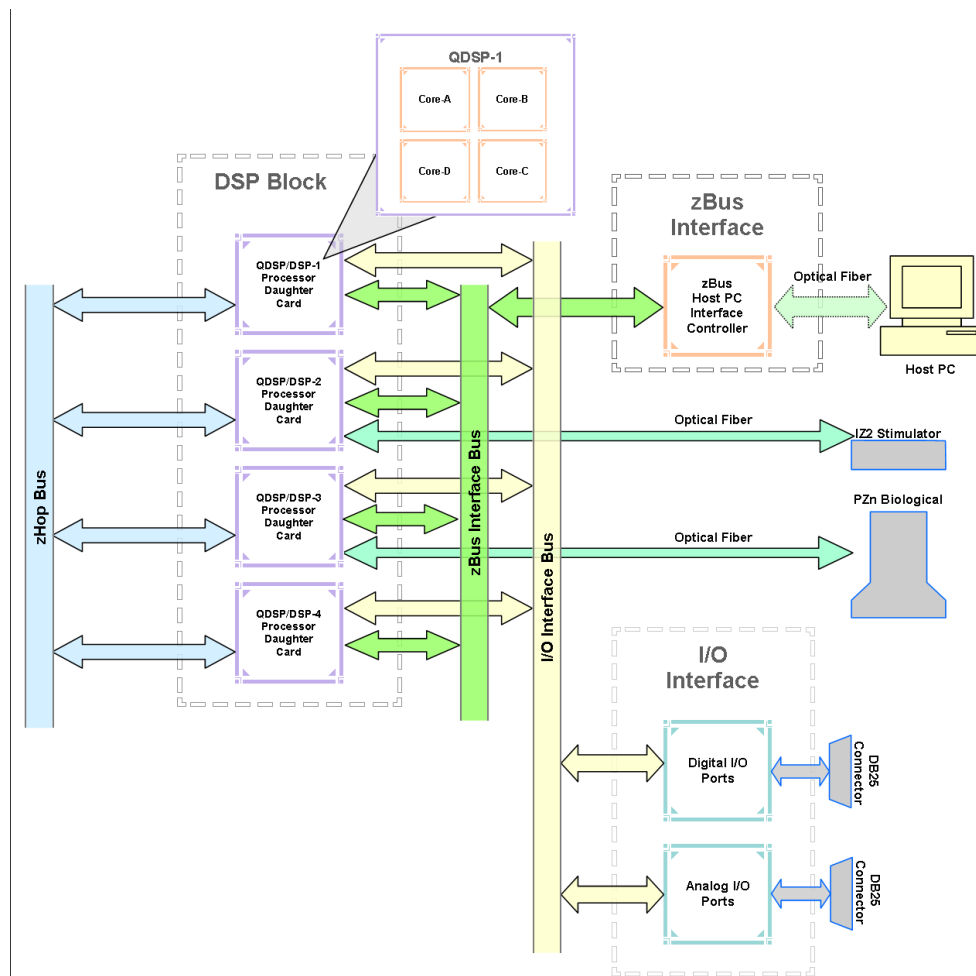 QDSP-1
Core-A
Core-B
Core-D
Core-C
DSP Block
zBus
Interface
QDSP/DSP-1
Processor
Daughter
Card
zBus
Host PC
Interface
Controller
Optical Fiber
Host PC
QDSP/DSP-2
Processor
Daughter
Card
Optical Fiber
IZ2 Stimulator
QDSP/DSP-3
Processor
Daughter
Card
Optical Fiber
PZn Biological
QDSP/DSP-4
Processor
Daughter
Card
zHop Bus
zBus Interface Bus
I/O Interface Bus
I/O
Interface
Digital I/O
Ports
DB25
Connector
Analog I/O
Ports
DB25
Connector